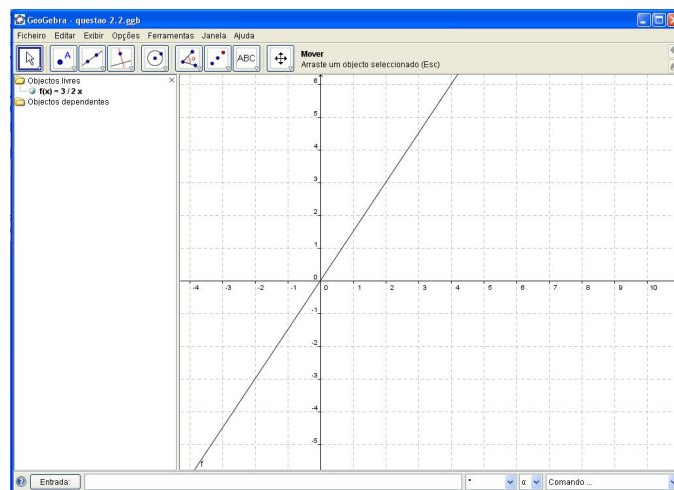 GeoGebra - questao 2.2.ggb
Ficheiro Editar Exibir Opções Ferramentas Janela Ajuda
ABC
Mover
Arraste um objecto seleccionado (Esc)
Objectos livres
f(x) = 3 / 2 x
Objectos dependentes
6
5
4
3
2
1
0
-4 -3 -2 -1 0 1 2 3 4 5 6 7 8 9 10
-1
-2
-3
-4
-5
f
Entrada:
α
Comando ...